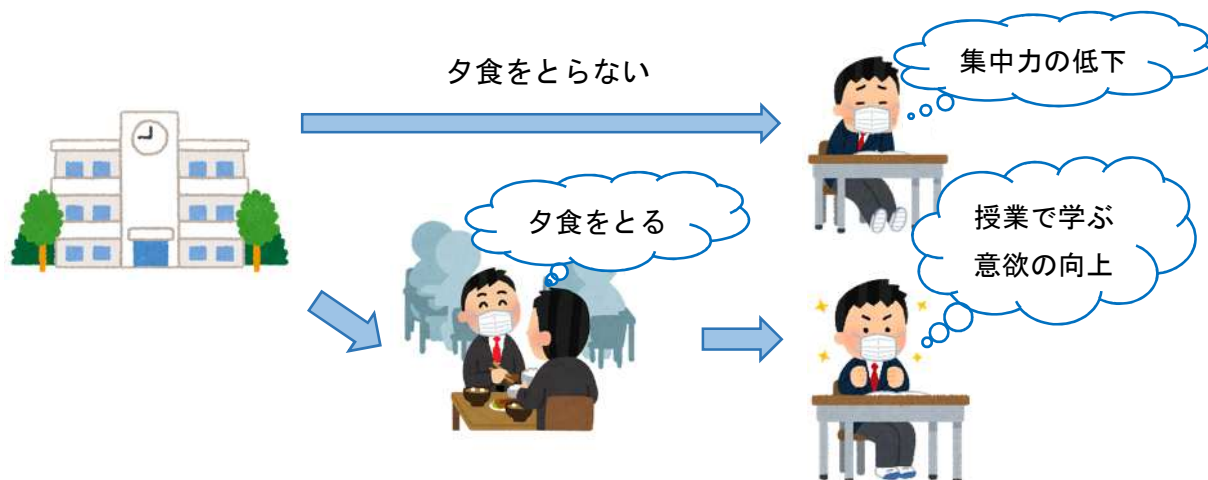 夕食をとらない
集中力の低下
夕食をとる
授業で学ぶ
意欲の向上